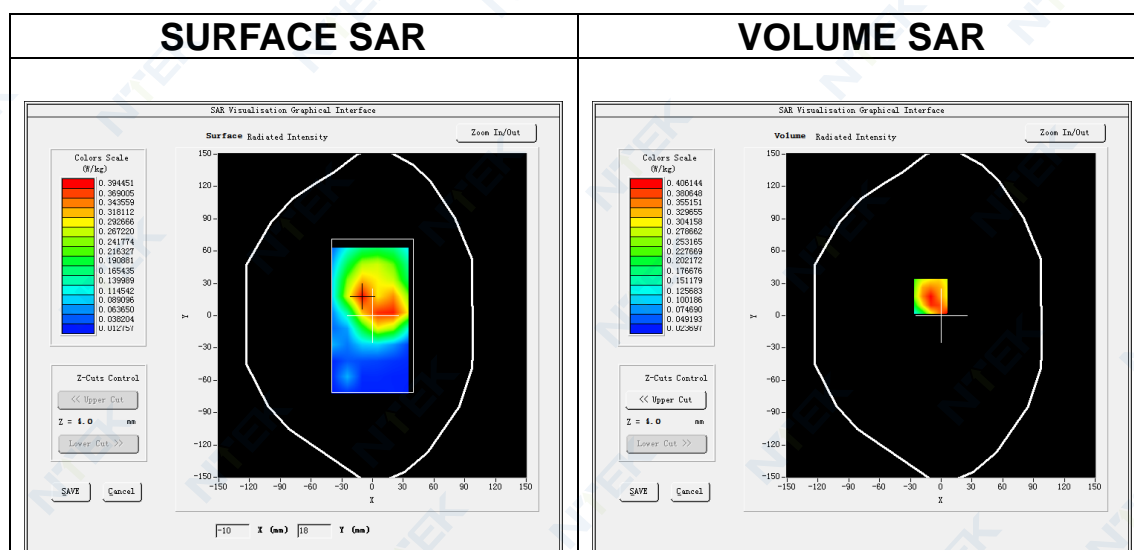 SURFACE SAR
VOLUME SAR
SAR Visualisation Graphical Interface
Surface Radiated Intensity
Zoom In/Out
Colors Scale
(W/kg)
0.394451
0.369005
0.343559
0.318112
0.292666
0.267220
0.241774
0.216327
0.190881
0.165435
0.139989
0.114542
0.089096
0.063650
0.038204
0.012757
150
120
90
60
30
0
-30
-60
-90
-120
-150
Y
-150 -120 -90 -60 -30 0 30 60 90 120 150
X
Z-Cuts Control
<< Upper Cut
Z = 4.0 mm
Lower Cut >>
SAVE
Cancel
-10 X (mm) 18 Y (mm)
SAR Visualisation Graphical Interface
Volume Radiated Intensity
Zoom In/Out
Colors Scale
(W/kg)
0.406144
0.380648
0.355151
0.329655
0.304158
0.278662
0.253165
0.227669
0.202172
0.176676
0.151179
0.125683
0.100186
0.074690
0.049193
0.023697
150
120
90
60
30
0
-30
-60
-90
-120
-150
Y
-150 -120 -90 -60 -30 0 30 60 90 120 150
X
Z-Cuts Control
<< Upper Cut
Z = 4.0 mm
Lower Cut >>
SAVE
Cancel
NTEK